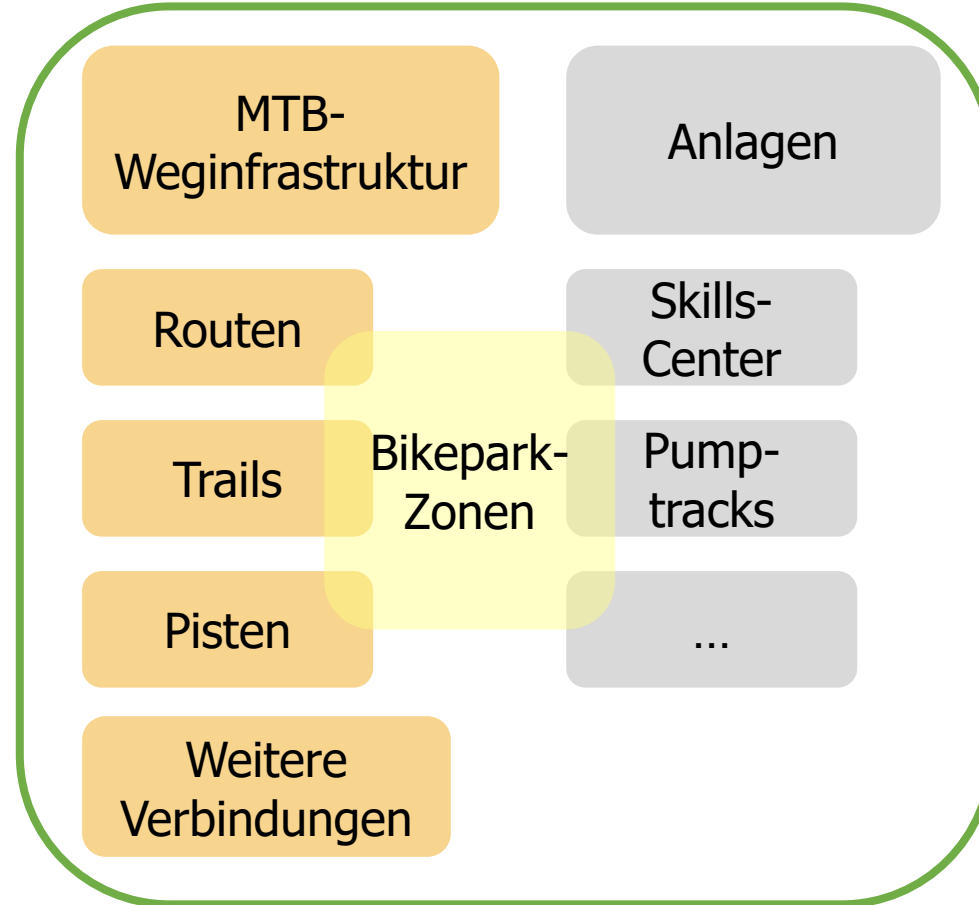 MTB-
Weginfrastruktur
Anlagen
Routen
Skills-
Center
Trails
Bikepark-
Zonen
Pump-
tracks
Pisten
...
Weitere
Verbindungen